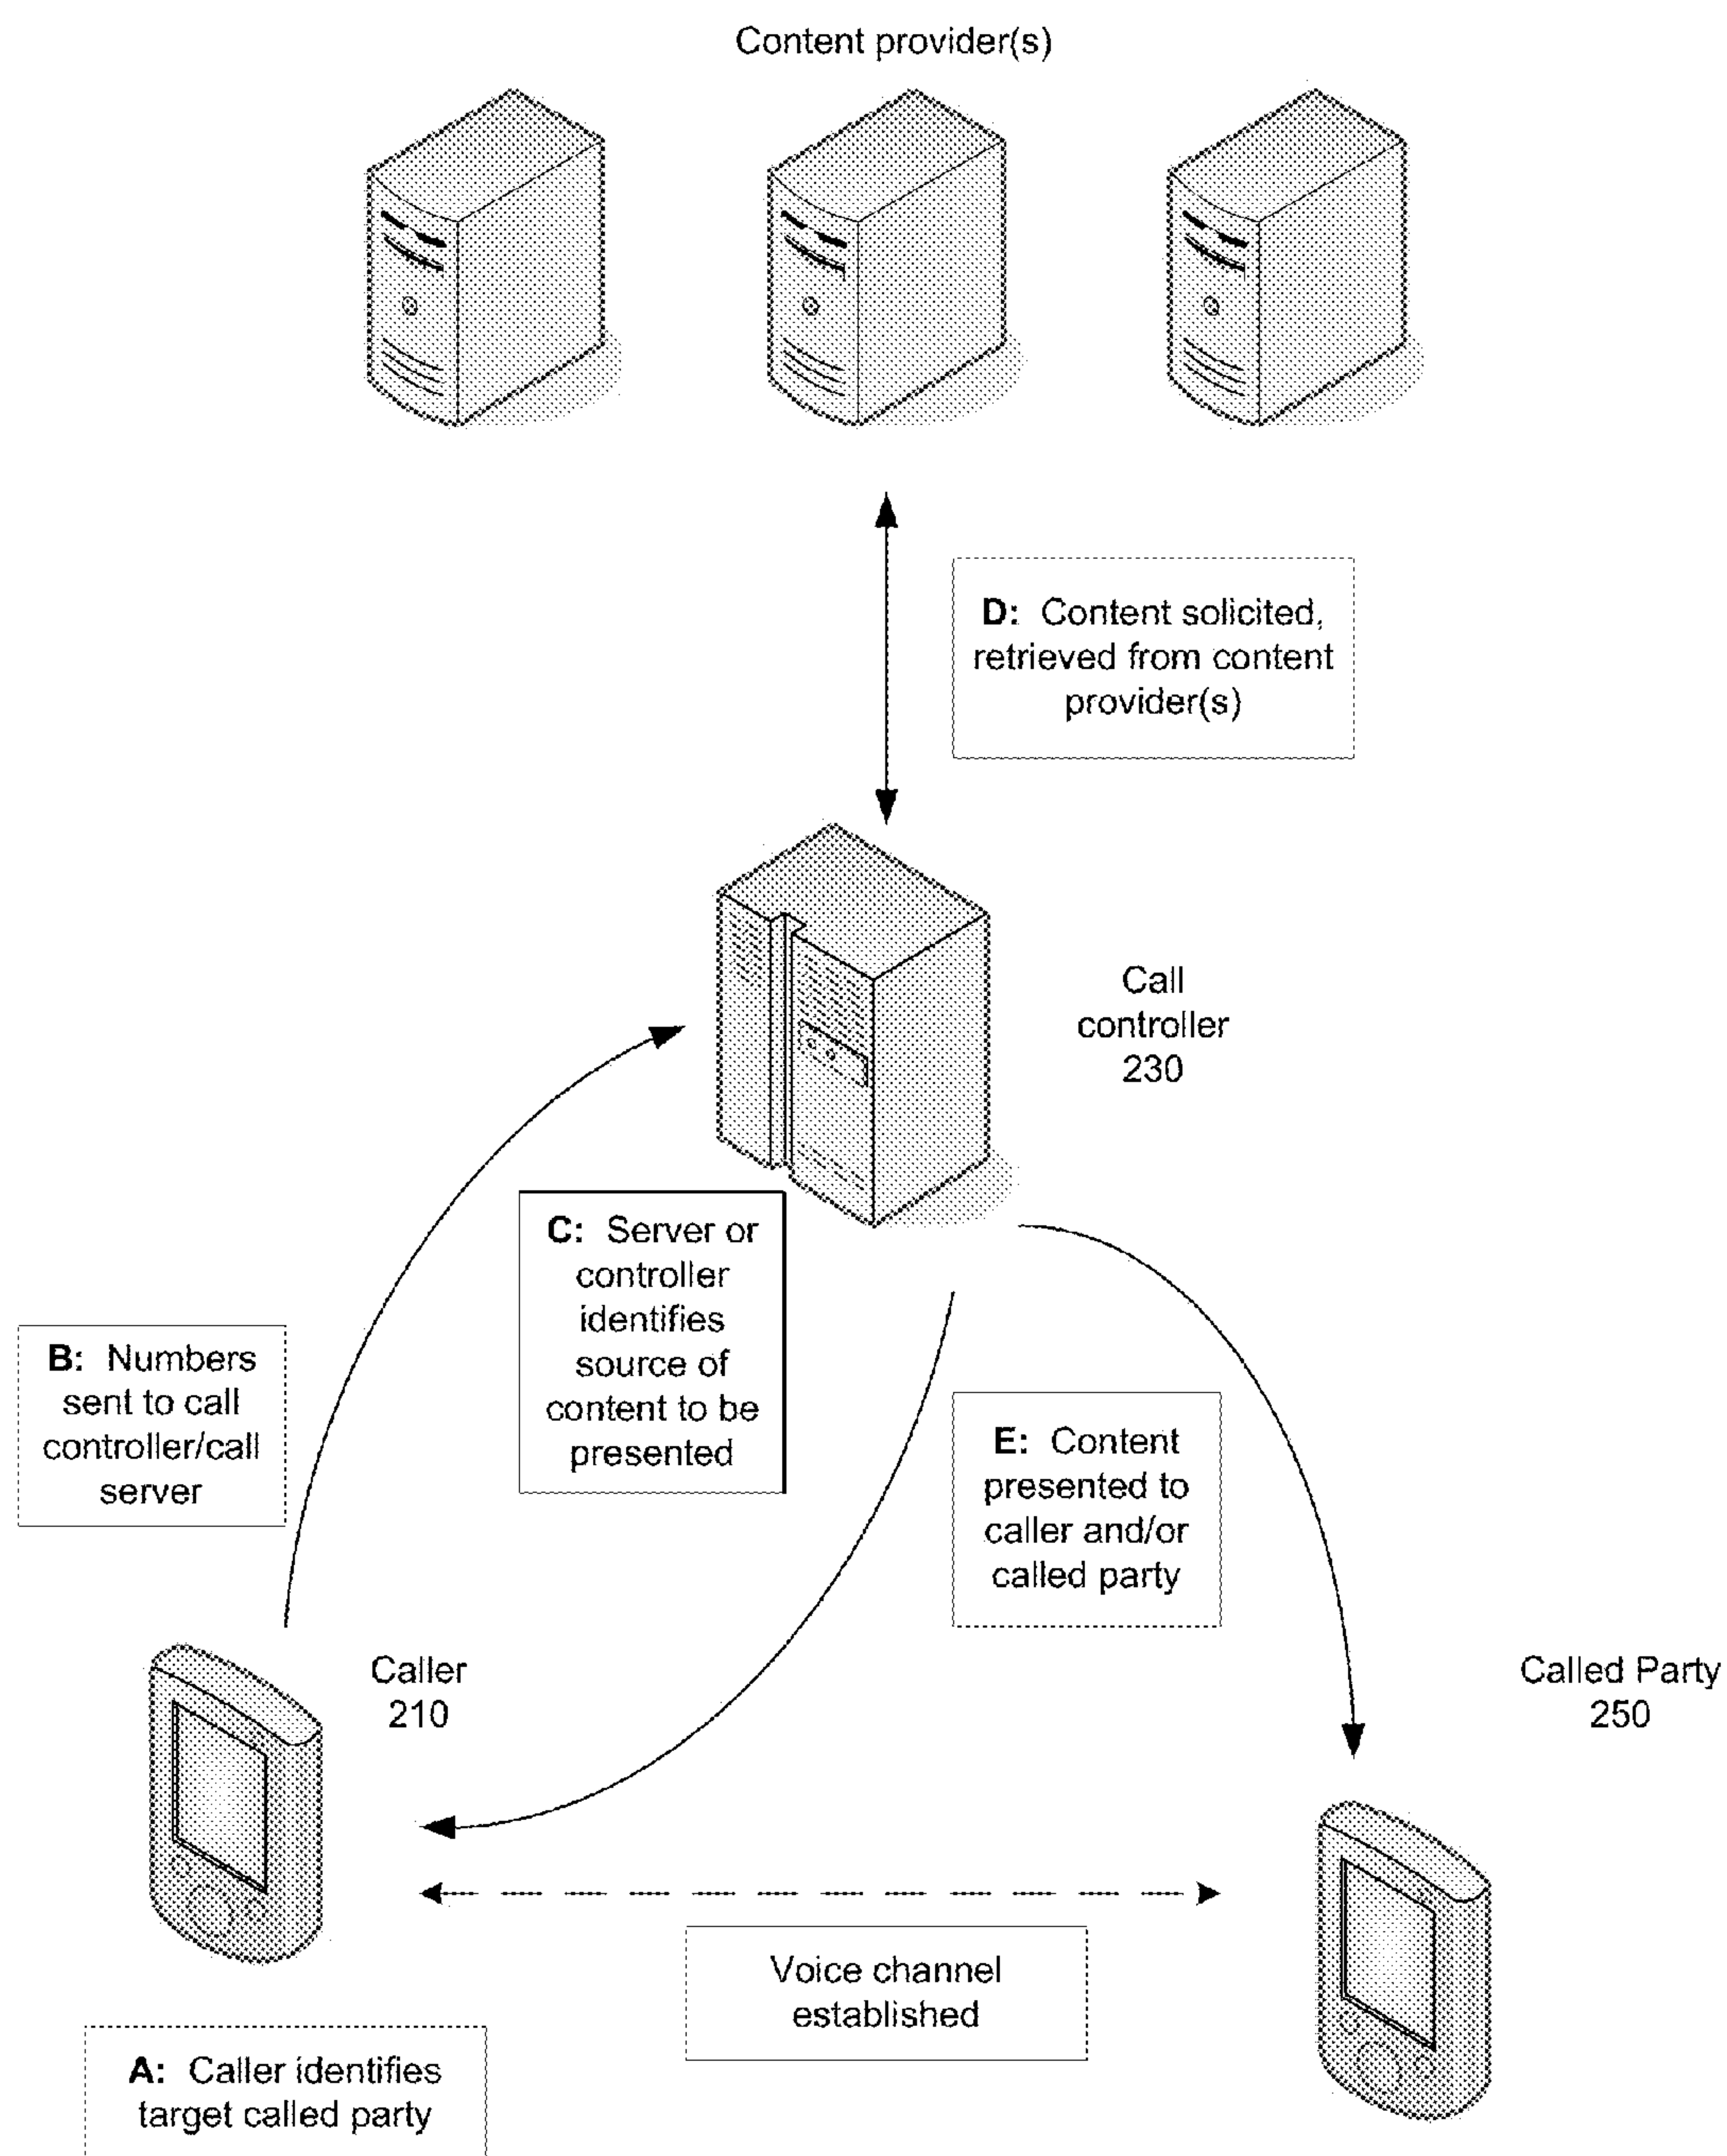 Content provider(s)
D: Content solicited,
retrieved from content
provider(s)
Call
controller
230
C: Server or
controller
identifies
source of
content to be
presented
B: Numbers
sent to call
controller/call
server
E: Content
presented to
caller and/or
called party
Caller
210
Called Party
250
Voice channel
established
A: Caller identifies
target called party